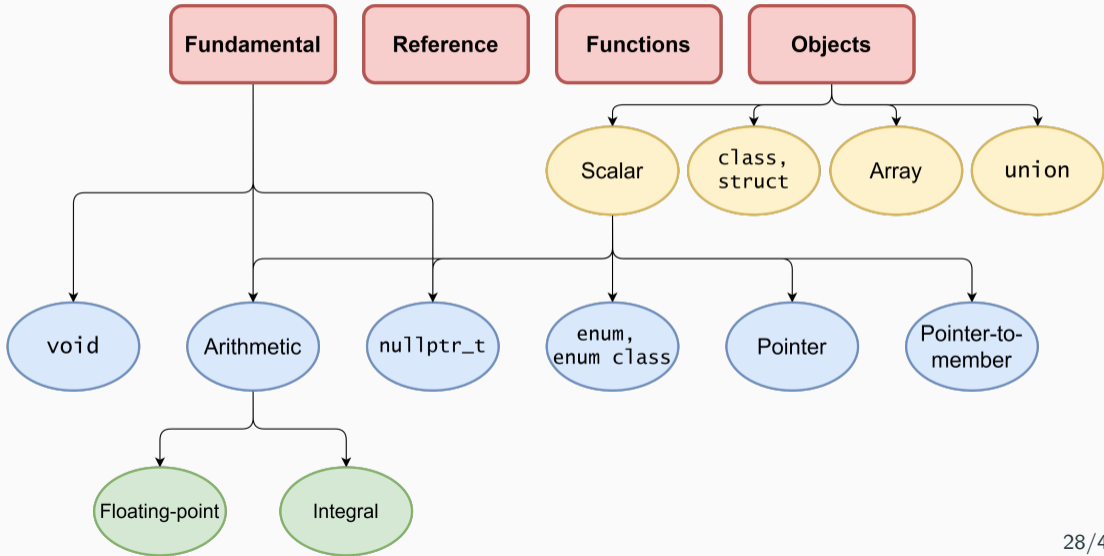 Fundamental
Reference
Functions
Objects
Scalar
class,
struct
Array
union
void
Arithmetic
nullptr_t
enum,
enum class
Pointer
Pointer-to-
member
Floating-point
Integral
28/4